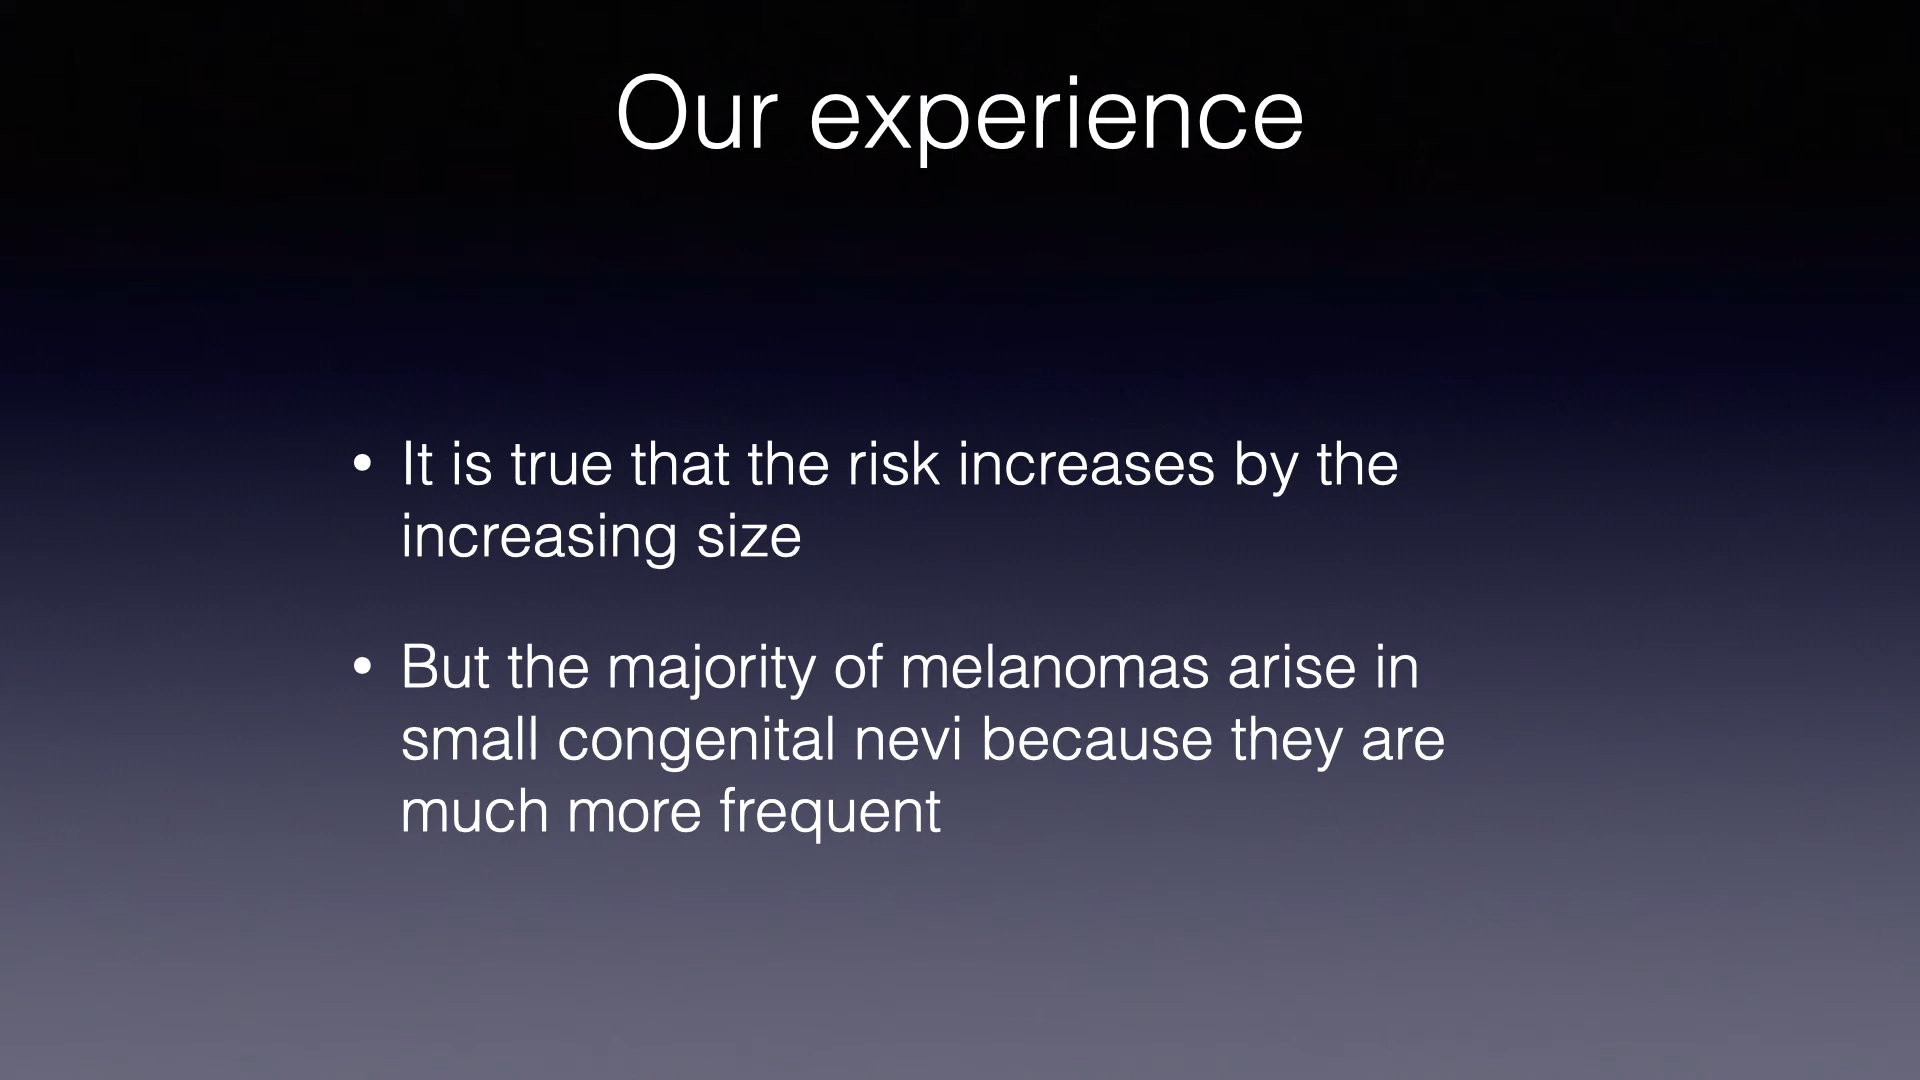 Our experience
• It is true that the risk increases by the
increasing size
• But the majority of melanomas arise in
small congenital nevi because they are
much more frequent